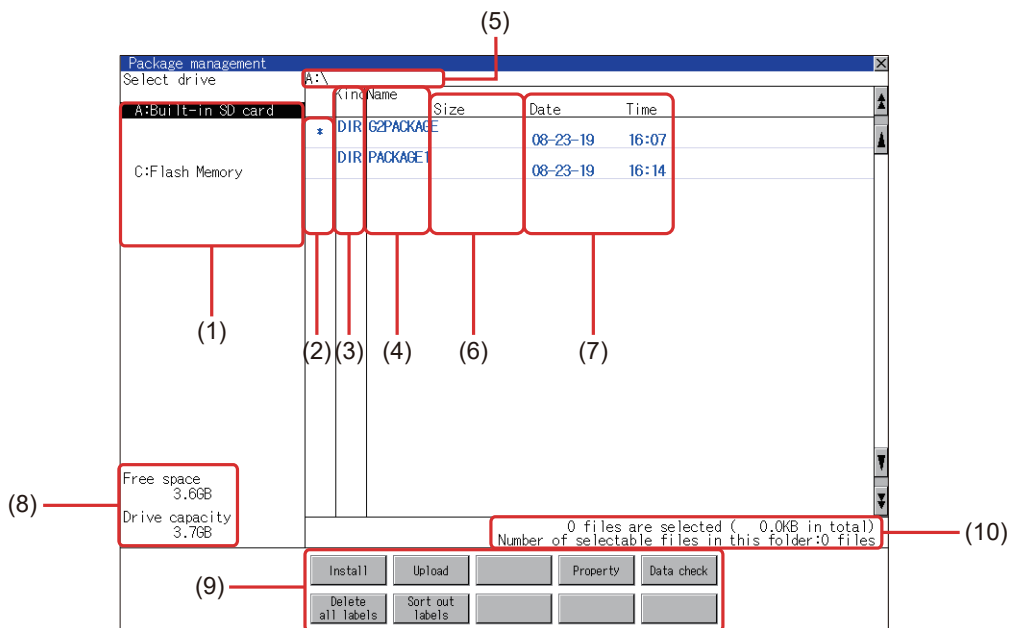 (5)
Package management
Select drive
A:\
Kind Name
Size
Date
Time
A:Built-in SD card
* DIR G2PACKAGE
08-23-19 16:07
DIR PACKAGE1
08-23-19 16:14
C:Flash Memory
(1)
(2) (3) (4) (6) (7)
Free space
3.6GB
(8)
Drive capacity
3.7GB
0 files are selected ( 0.0KB in total)
Number of selectable files in this folder:0 files
(10)
(9)
Install Upload Property Data check
Delete all labels
Sort out labels